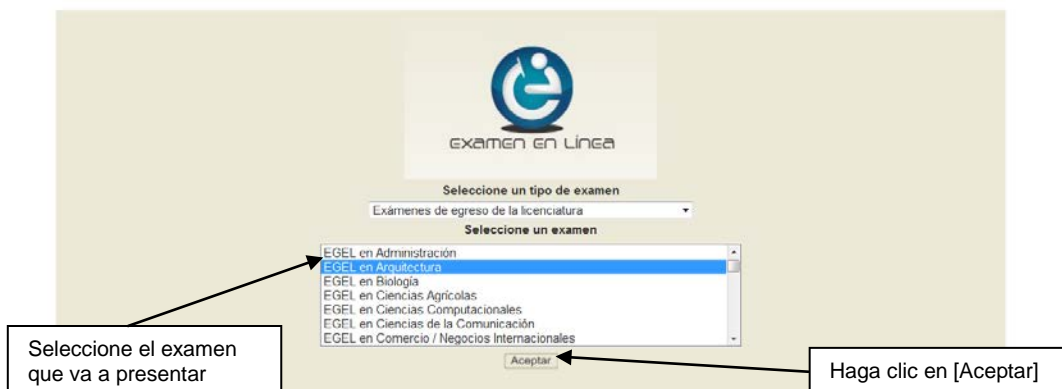 Examen en Línea
Seleccione un tipo de examen
Exámenes de egreso de la licenciatura
Seleccione un examen
EGEL en Administración
EGEL en Arquitectura
EGEL en Biología
EGEL en Ciencias Agrícolas
EGEL en Ciencias Computacionales
EGEL en Ciencias de la Comunicación
EGEL en Comercio / Negocios Internacionales
Aceptar
Seleccione el examen
que va a presentar
Haga clic en [Aceptar]